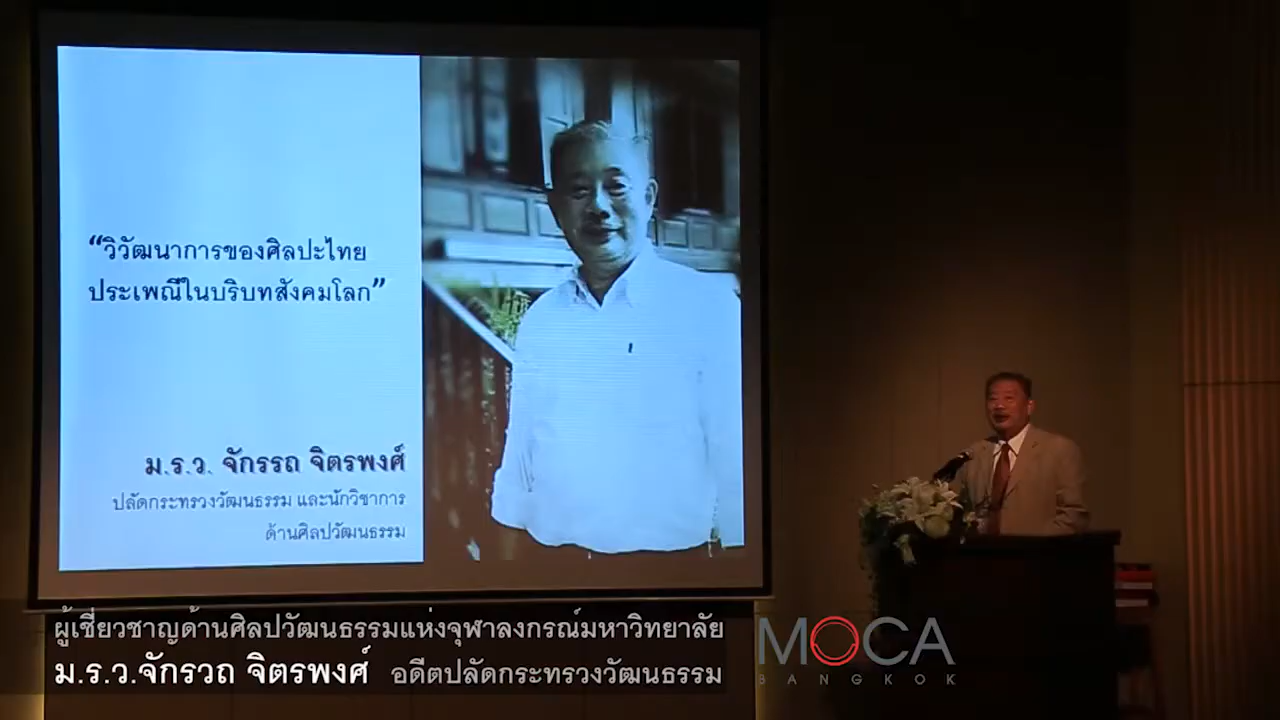 “วิวัฒนาการของศิลปะไทย
ประเพณีในบริบทสังคมโลก”
ม.ร.ว. จักรรถ จิตรพงศ์
ปลัดกระทรวงวัฒนธรรม และนักวิชาการ
ด้านศิลปวัฒนธรรม
ผู้เชี่ยวชาญด้านศิลปวัฒนธรรมแห่งจุฬาลงกรณ์มหาวิทยาลัย
ม.ร.ว.จักรวถ จิตรพงศ์ อดีตปลัดกระทรวงวัฒนธรรม
MOCA
BANGKOK